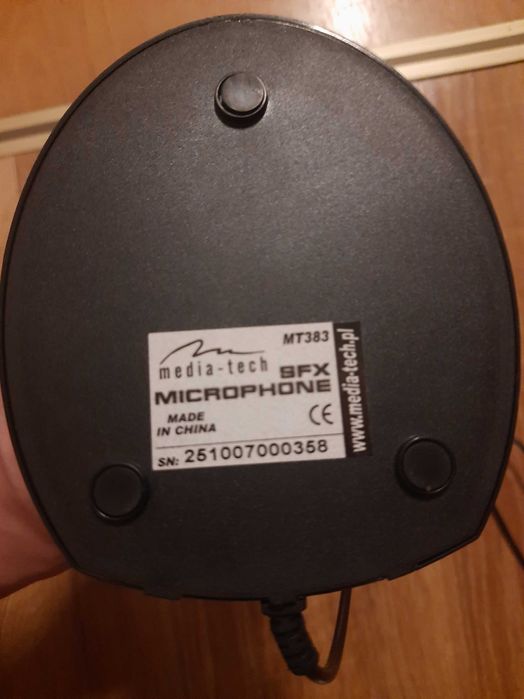 MT383
media-tech SFX
MICROPHONE
MADE
IN CHINA
CE
SN: 251007000358
www.media-tech.pl